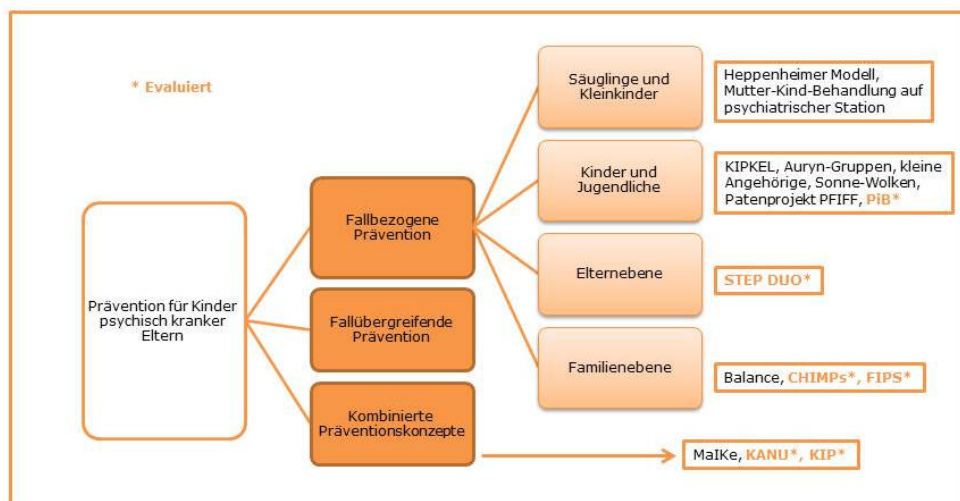 * Evaluiert
Prävention für Kinder
psychisch kranker
Eltern
Fallbezogene
Prävention
Fallübergreifende
Prävention
Kombinierte
Präventionskonzepte
Säuglinge und
Kleinkinder
Heppenheimer Modell,
Mutter-Kind-Behandlung auf
psychiatrischer Station
Kinder und
Jugendliche
KIPKEL, Auryn-Gruppen, kleine
Angehörige, Sonne-Wolken,
Patenprojekt PFIFF, PiB*
Elternebene
STEP DUO*
Familienebene
Balance, CHIMPs*, FIPS*
MaIKe, KANU*, KIP*